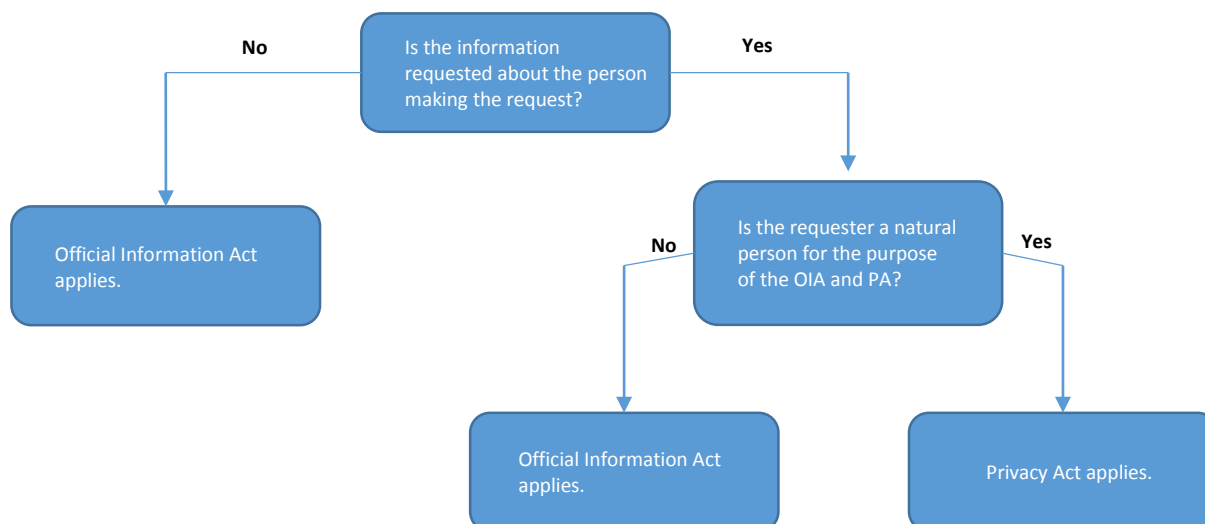 No
Is the information
requested about the person
making the request?
Yes
Official Information Act
applies.
No
Is the requester a natural
person for the purpose
of the OIA and PA?
Yes
Official Information Act
applies.
Privacy Act applies.